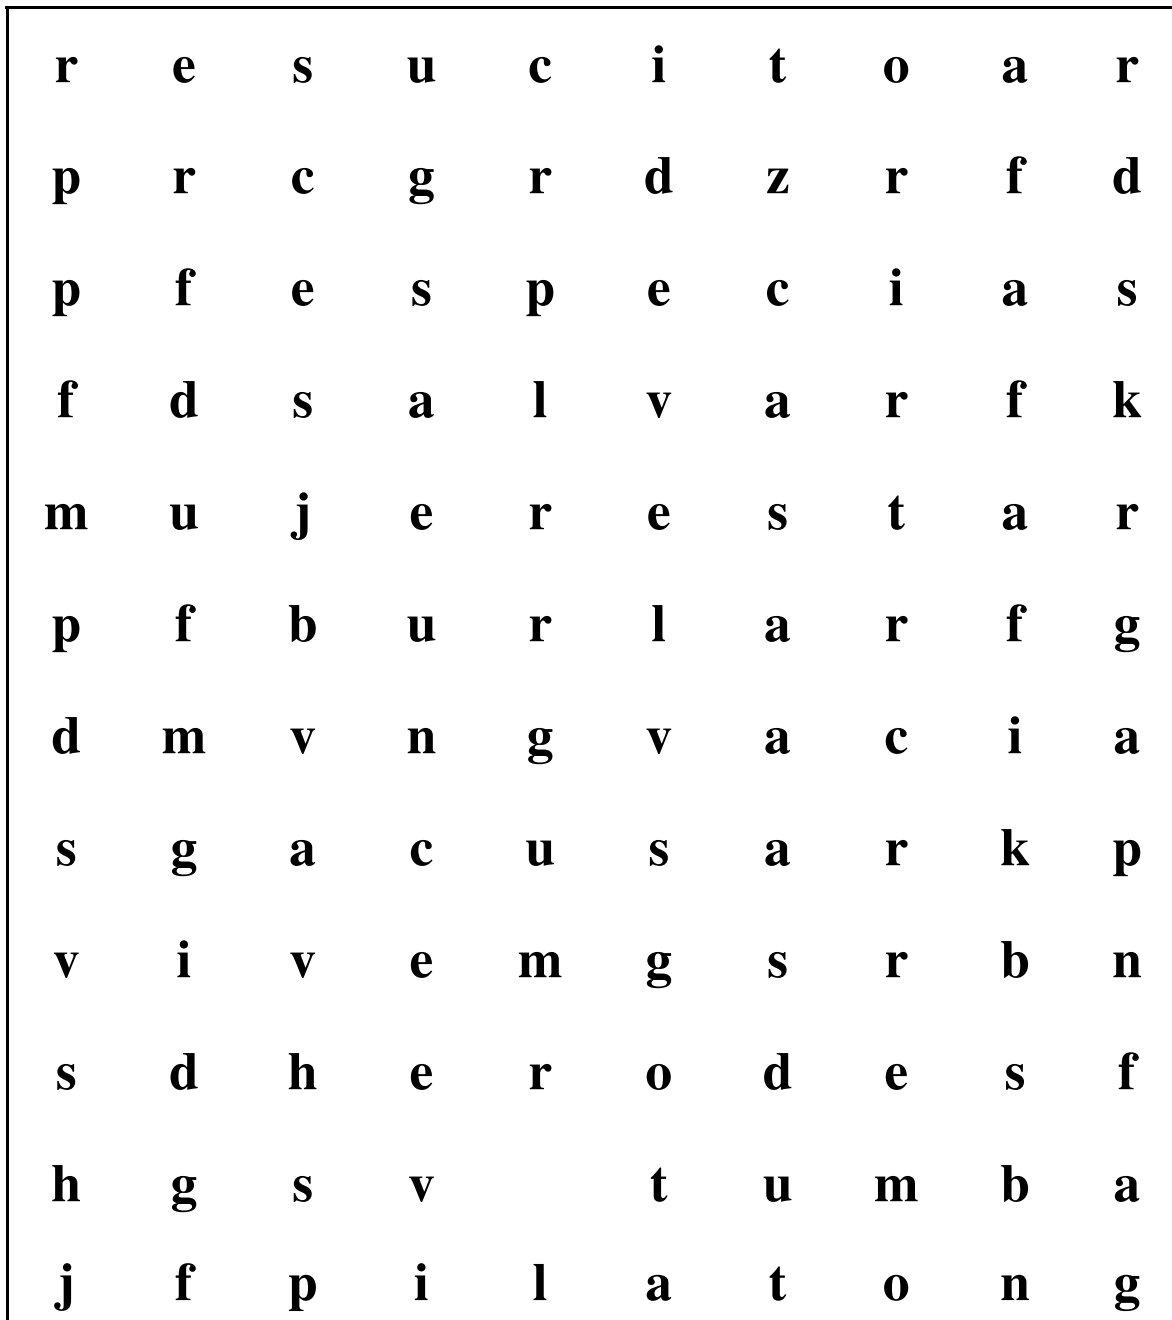 r e s u c i t o a r
p r c g r d z r f d
p f e s p e c i a s
f d s a l v a r f k
m u j e r e s t a r
p f b u r l a r f g
d m v n g v a c i a
s g a c u s a r k p
v i v e m g s r b n
s d h e r o d e s f
h g s v t u m b a
j f p i l a t o n g